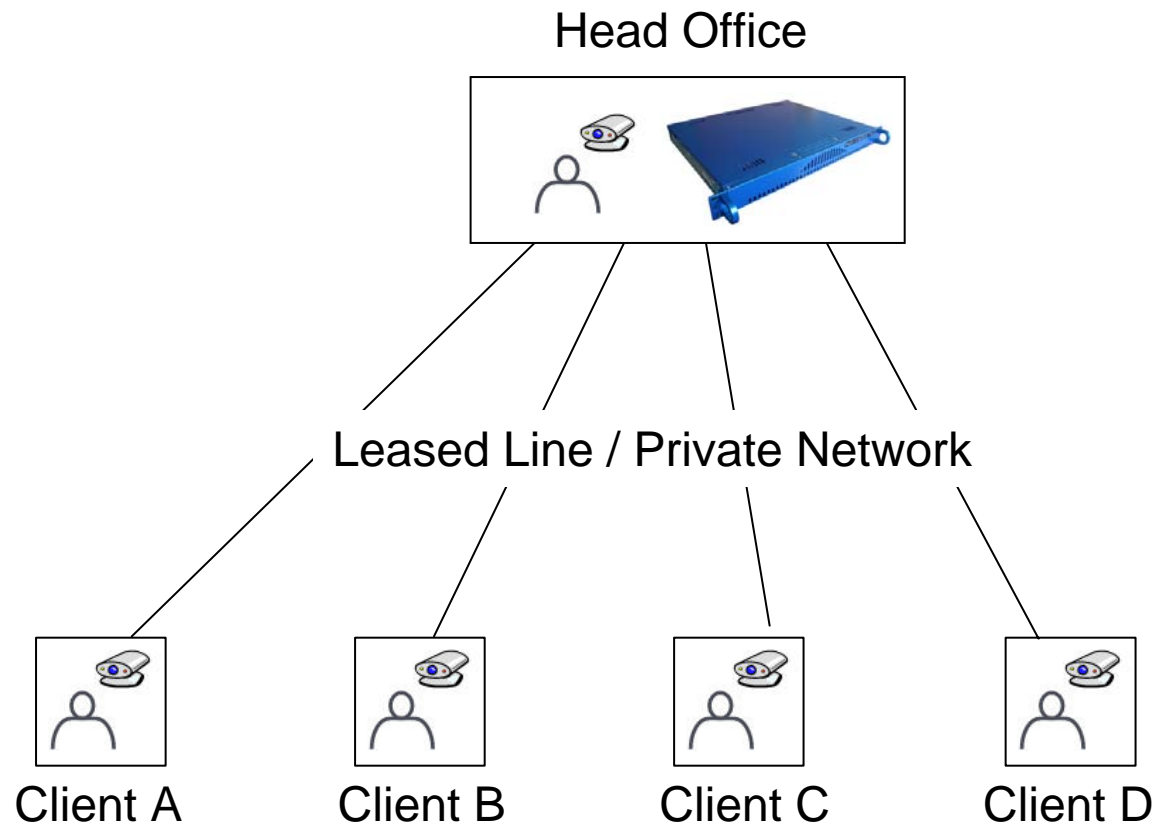 Head Office
Leased Line / Private Network
Client A
Client B
Client C
Client D